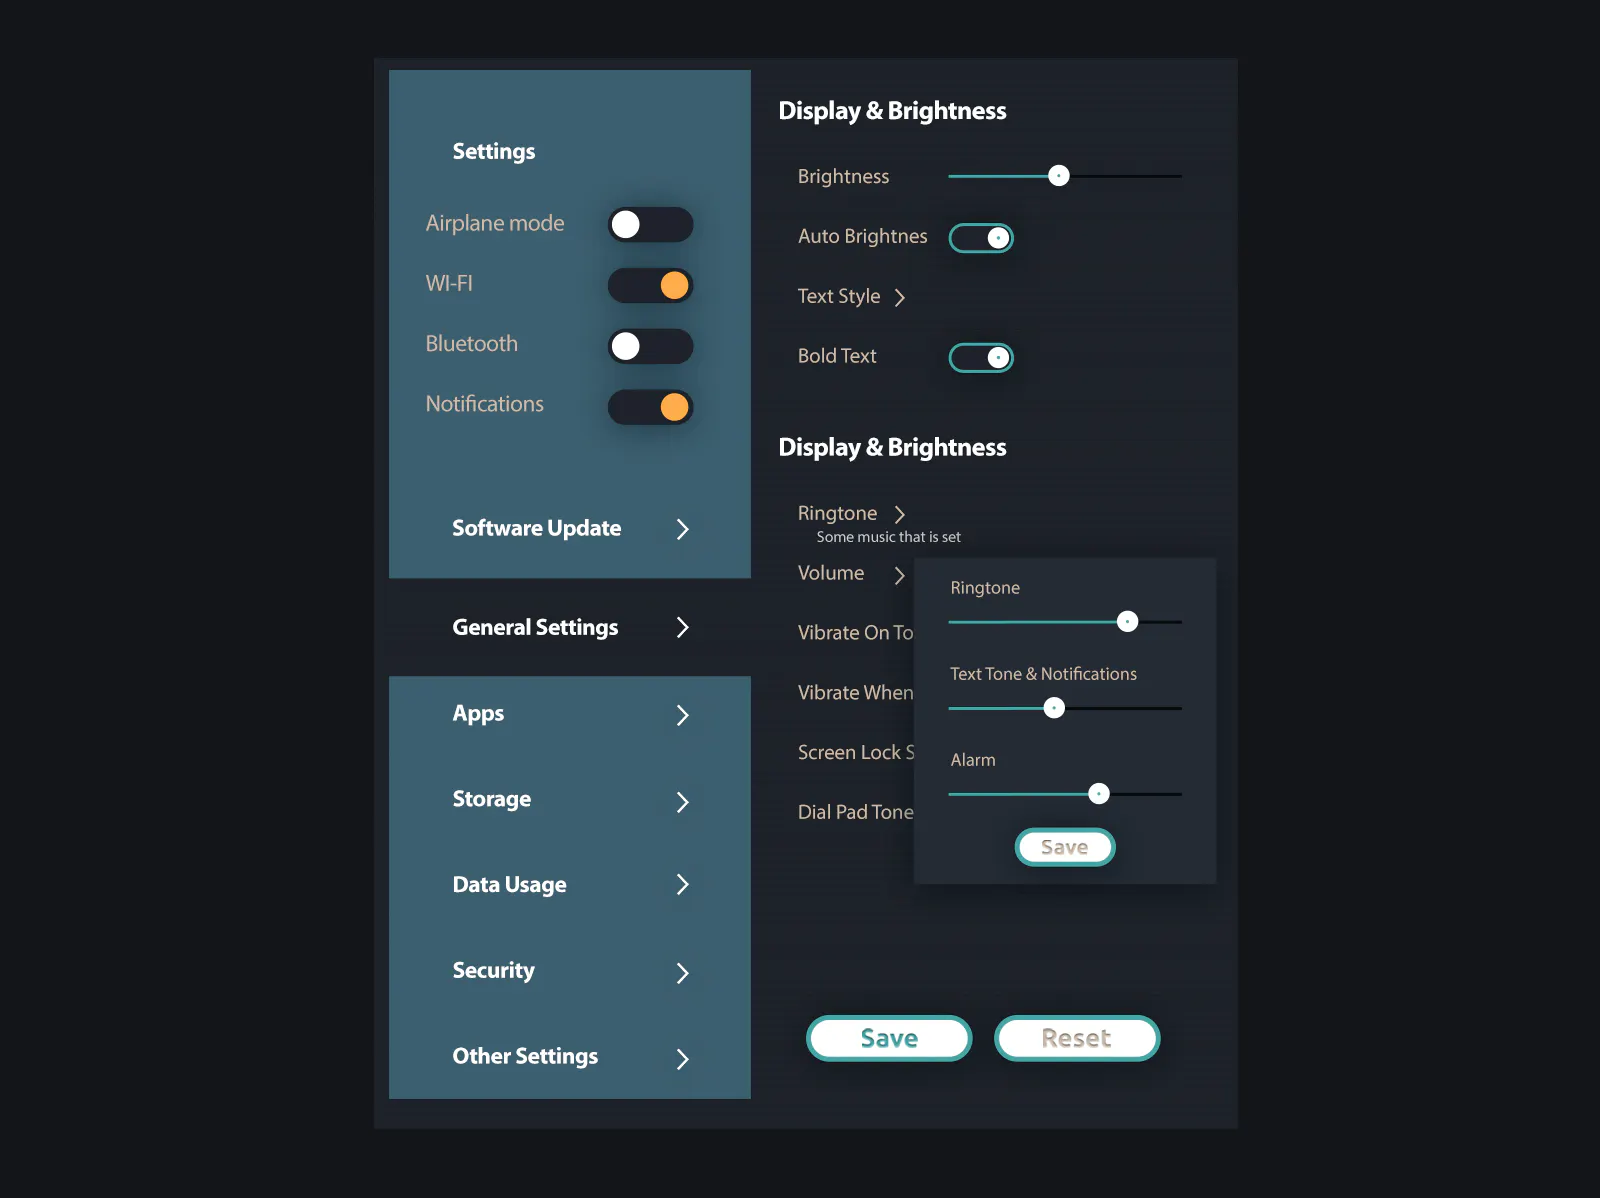 Settings
Airplane mode
WI-FI
Bluetooth
Notifications
Software Update
General Settings
Apps
Storage
Data Usage
Security
Other Settings
Display & Brightness
Brightness
Auto Brightnes
Text Style
Bold Text
Display & Brightness
Ringtone
Some music that is set
Volume
Vibrate On To
Vibrate When
Screen Lock S
Dial Pad Tone
Ringtone
Text Tone & Notifications
Alarm
Save
Save
Reset